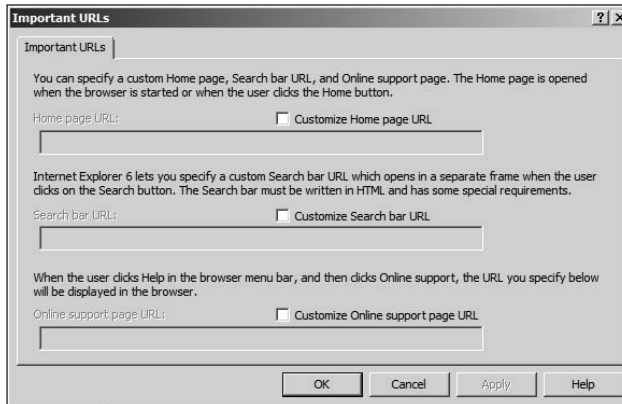 Important URLs
? ×
Important URLs
You can specify a custom Home page, Search bar URL, and Online support page. The Home page is opened
when the browser is started or when the user clicks the Home button.
Home page URL:
Customize Home page URL
Internet Explorer 6 lets you specify a custom Search bar URL which opens in a separate frame when the user
clicks on the Search button. The Search bar must be written in HTML and has some special requirements.
Search bar URL:
Customize Search bar URL
When the user clicks Help in the browser menu bar, and then clicks Online support, the URL you specify below
will be displayed in the browser.
Online support page URL:
Customize Online support page URL
OK
Cancel
Apply
Help